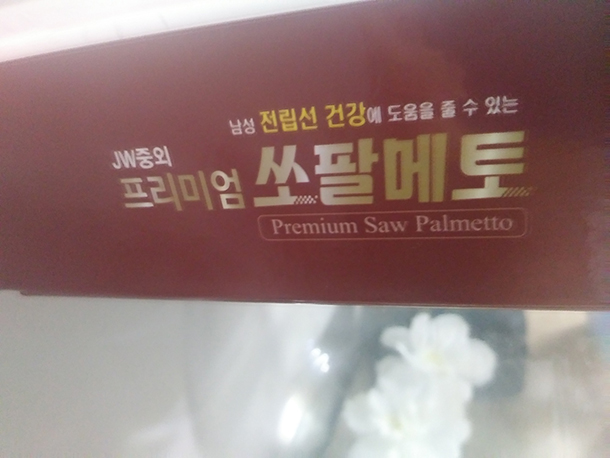 남성 전립선 건강에 도움을 줄 수 있는
JW중외
프리미엄 쏘팔메토
Premium Saw Palmetto